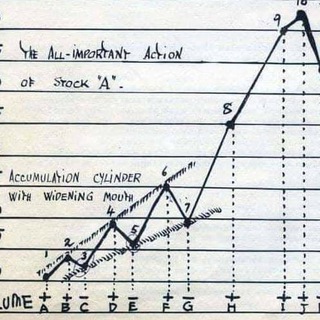 10
9
THE ALL-IMPORTANT ACTION
OF STOCK "A".
8
ACCUMULATION CYLINDER
WITH WIDENING MOUTH
6
4
7
5
2
3
1
LUME
+ + - + - + - + + +
A B C D E F G H I J